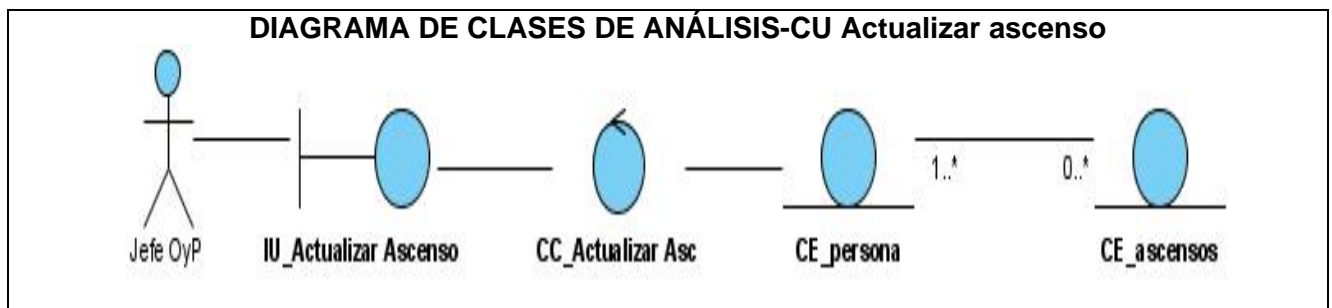 DIAGRAMA DE CLASES DE ANÁLISIS-CU Actualizar ascenso
1..*
0..*
Jefe OyP
IU_Actualizar Ascenso
CC_Actualizar Asc
CE_persona
CE_ascensos